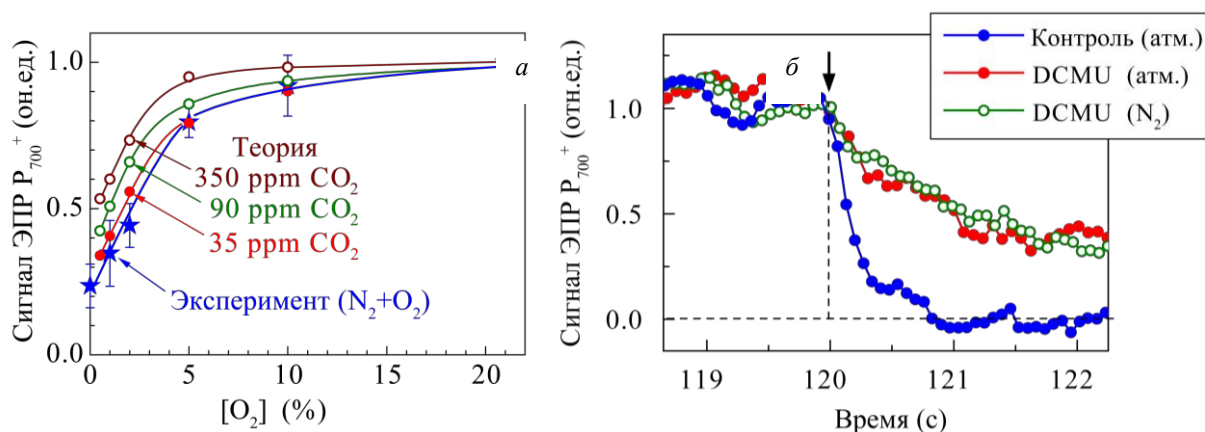 Сигнал ЭПР P₇₀₀⁺ (он.ед.)
1.0
0.5
0.0
а
Теория
350 ppm CO₂
90 ppm CO₂
35 ppm CO₂
Эксперимент (N₂+O₂)
0 5 10 15 20
[O₂] (%)
Сигнал ЭПР P₇₀₀⁺ (отн.ед.)
1.0
0.5
0.0
б
Контроль (атм.)
DCMU (атм.)
DCMU (N₂)
119 120 121 122
Время (с)